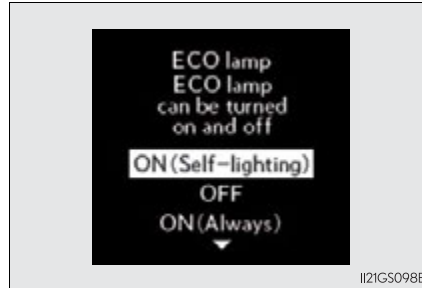 ECO lamp
ECO lamp
can be turned
on and off
ON(Self-lighting)
OFF
ON(Always)
II21GS098E